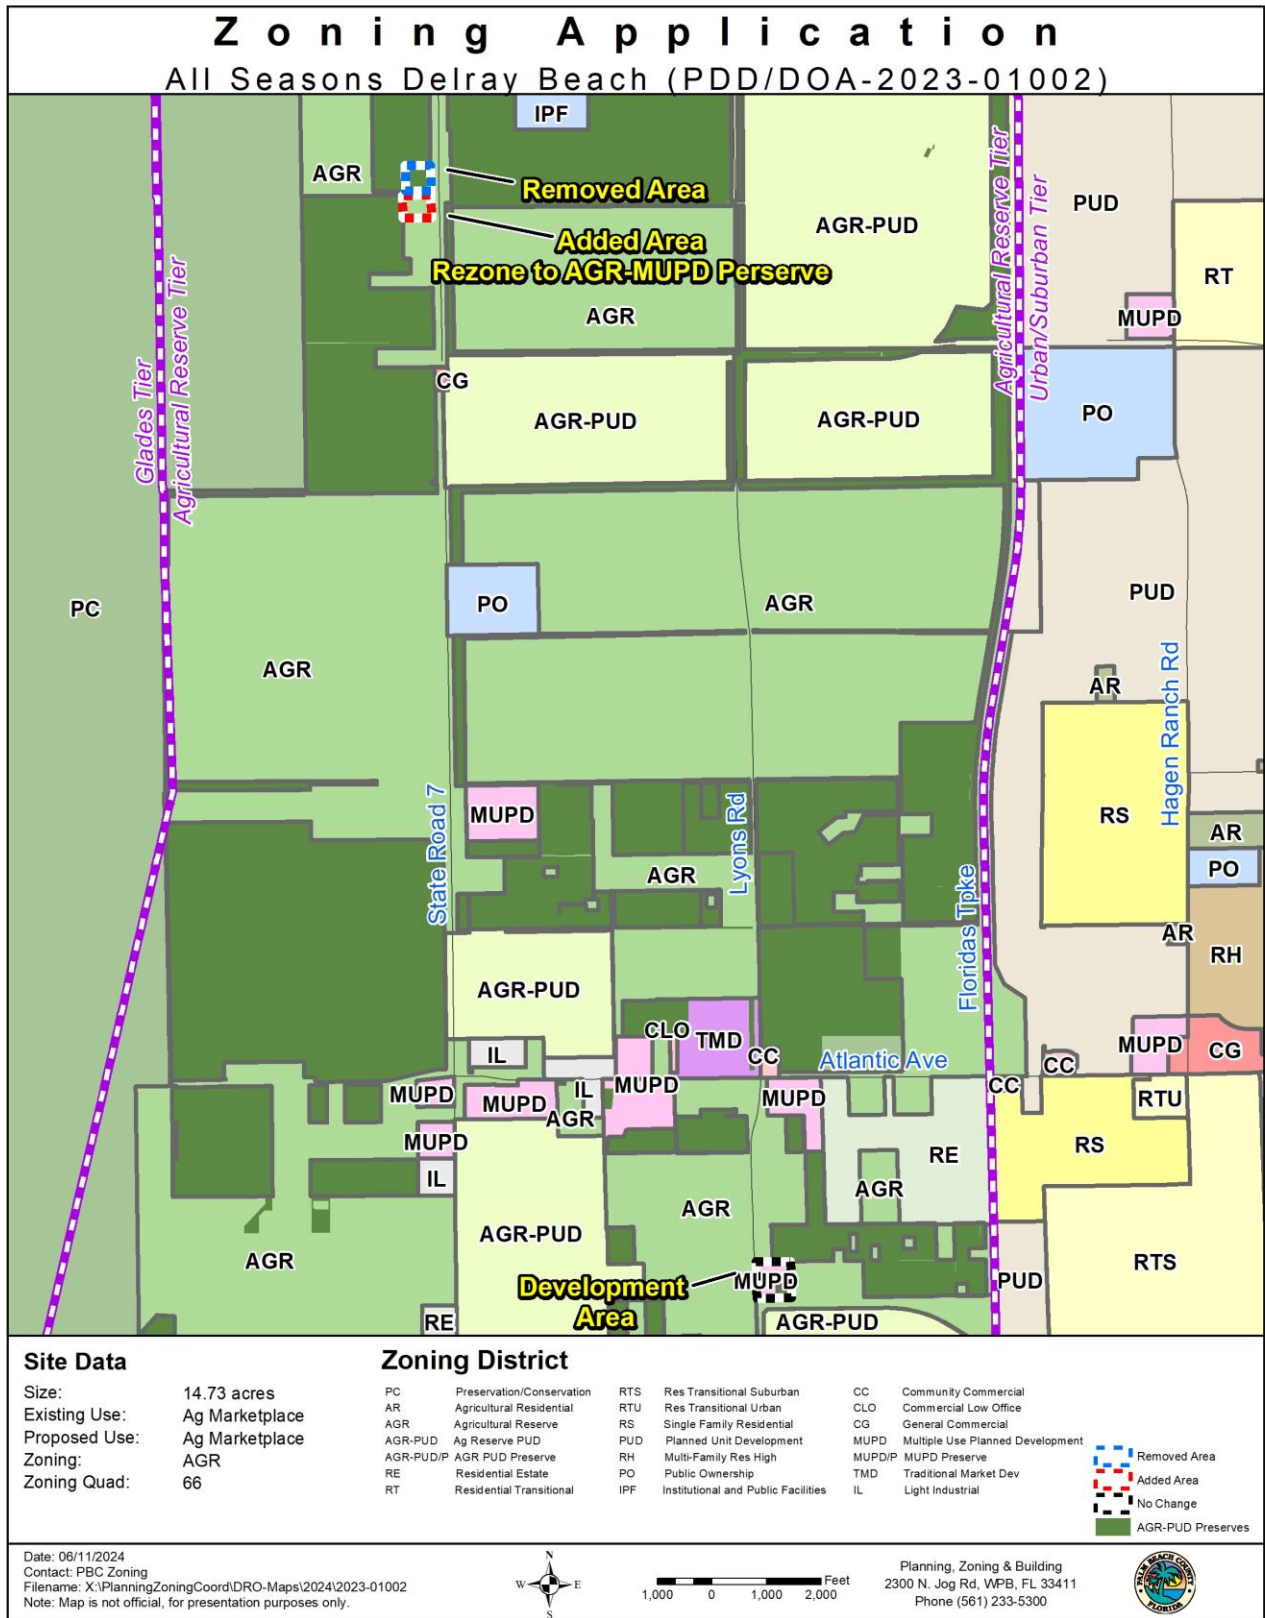 Zoning Application
All Seasons Delray Beach (PDD/DOA-2023-01002)
IPF
AGR
Removed Area
Added Area
Rezone to AGR-MUPD Perserve
AGR-PUD
PUD
RT
MUPD
AGR
Glades Tier
Agricultural Reserve Tier
Agricultural Reserve Tier
Urban/Suburban Tier
CG
AGR-PUD
AGR-PUD
PO
PC
PO
AGR
PUD
AGR
AR
RS
Hagen Ranch Rd
State Road 7
MUPD
Lyons Rd
AGR
AR
PO
AR
RH
Floridas Tpke
AGR-PUD
CLO
TMD
CC
IL
Atlantic Ave
MUPD
CG
CC
MUPD
MUPD
MUPD
IL
AGR
MUPD
CC
RTU
MUPD
IL
RE
RS
AGR
AGR
AGR-PUD
AGR
RTS
Development
Area
MUPD
PUD
RE
AGR-PUD
Site Data
Size: 14.73 acres
Existing Use: Ag Marketplace
Proposed Use: Ag Marketplace
Zoning: AGR
Zoning Quad: 66
Zoning District
PC Preservation/Conservation
AR Agricultural Residential
AGR Agricultural Reserve
AGR-PUD Ag Reserve PUD
AGR-PUD/P AGR PUD Preserve
RE Residential Estate
RT Residential Transitional
RTS Res Transitional Suburban
RTU Res Transitional Urban
RS Single Family Residential
PUD Planned Unit Development
RH Multi-Family Res High
PO Public Ownership
IPF Institutional and Public Facilities
CC Community Commercial
CLO Commercial Low Office
CG General Commercial
MUPD Multiple Use Planned Development
MUPD/P MUPD Preserve
TMD Traditional Market Dev
IL Light Industrial
Removed Area
Added Area
No Change
AGR-PUD Preserves
Date: 06/11/2024
Contact: PBC Zoning
Filename: X:\PlanningZoningCoord\DRO-Maps\2024\2023-01002
Note: Map is not official, for presentation purposes only.
N
W E
S
Feet
1,000 0 1,000 2,000
Planning, Zoning & Building
2300 N. Jog Rd, WPB, FL 33411
Phone (561) 233-5300
PALM BEACH COUNTY
FLORIDA